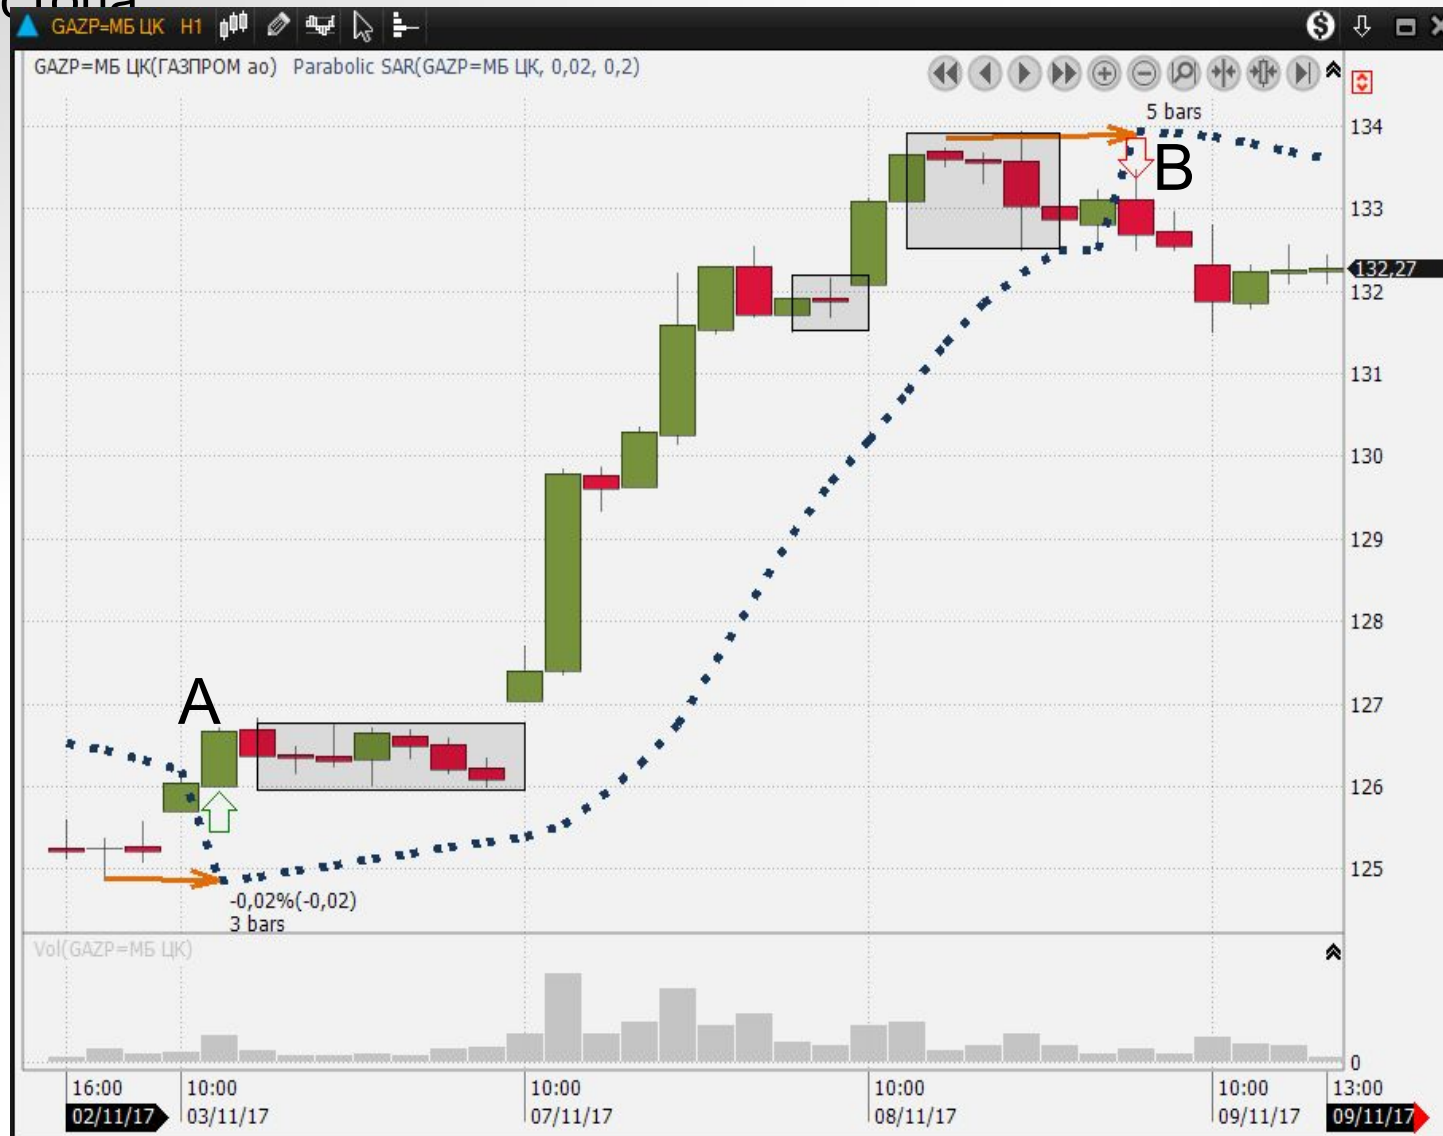 стопа
GAZP=МБ ЦК H1
GAZP=МБ ЦК(ГАЗПРОМ ао) Parabolic SAR(GAZP=МБ ЦК, 0,02, 0,2)
5 bars
134
B
133
132,27
132
131
130
129
128
A
127
126
125
-0,02%(-0,02)
3 bars
Vol(GAZP=МБ ЦК)
0
16:00 10:00 10:00 10:00 10:00 13:00
02/11/17 03/11/17 07/11/17 08/11/17 09/11/17 09/11/17